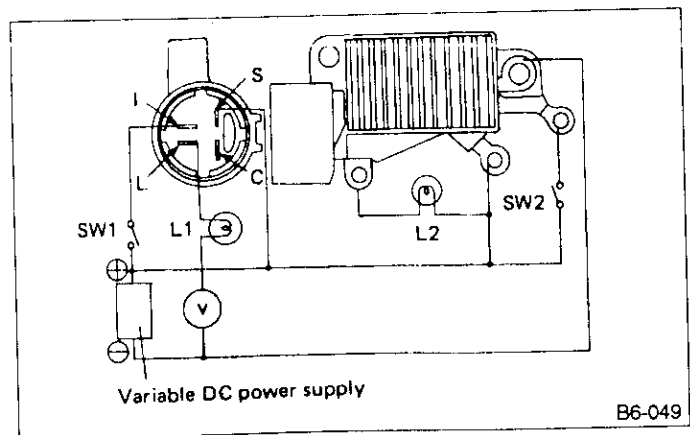 I
S
L
C
SW1
L1
L2
SW2
⊕
V
⊖
Variable DC power supply
B6-049